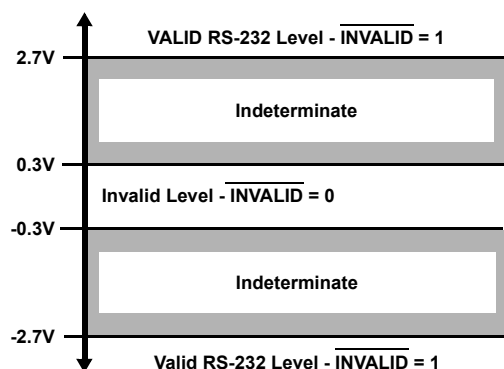 VALID RS-232 Level - INVALID = 1
2.7V
Indeterminate
0.3V
Invalid Level - INVALID = 0
-0.3V
Indeterminate
-2.7V
Valid RS-232 Level - INVALID = 1